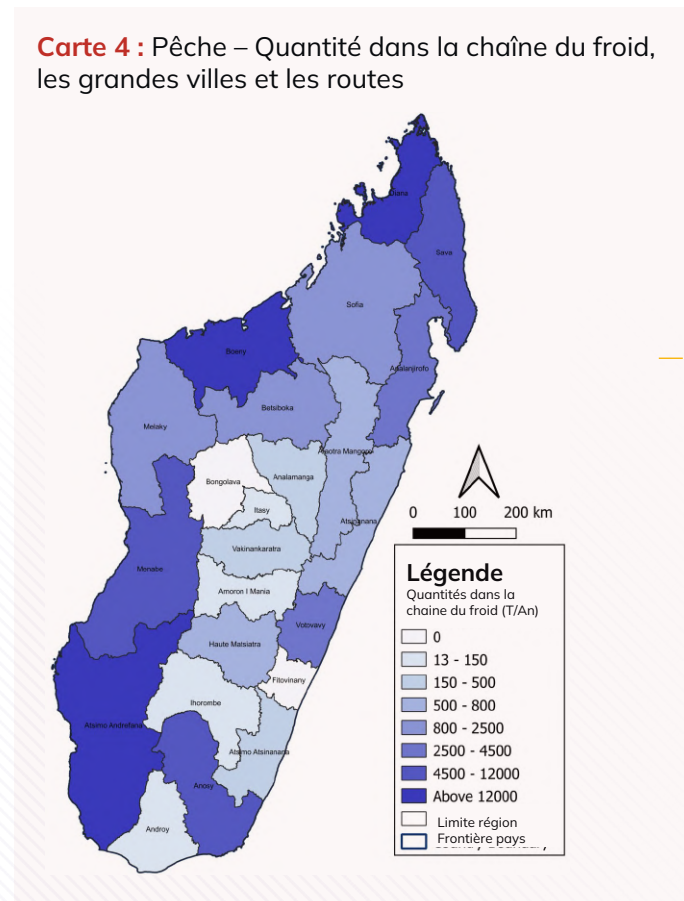 Carte 4 : Pêche – Quantité dans la chaîne du froid,
les grandes villes et les routes
Diana
Sava
Sofia
Boeny
Analanjirofo
Betsiboka
Melaky
Alaotra Mangoro
Bongolava
Analamanga
Itasy
Atsinanana
Vakinankaratra
Menabe
Amoron I Mania
Vatovavy
Haute Matsiatra
Fitovinany
Ihorombe
Atsimo Andrefana
Atsimo Atsinanana
Anosy
Androy
0 100 200 km
Légende
Quantités dans la
chaine du froid (T/An)
0
13 - 150
150 - 500
500 - 800
800 - 2500
2500 - 4500
4500 - 12000
Above 12000
Limite région
Frontière pays